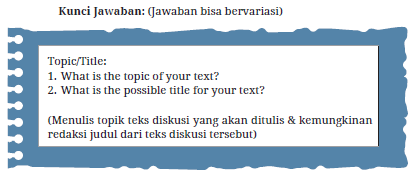 Kunci Jawaban: (Jawaban bisa bervariasi)
Topic/Title:
1. What is the topic of your text?
2. What is the possible title for your text?
(Menulis topik teks diskusi yang akan ditulis & kemungkinan
redaksi judul dari teks diskusi tersebut)